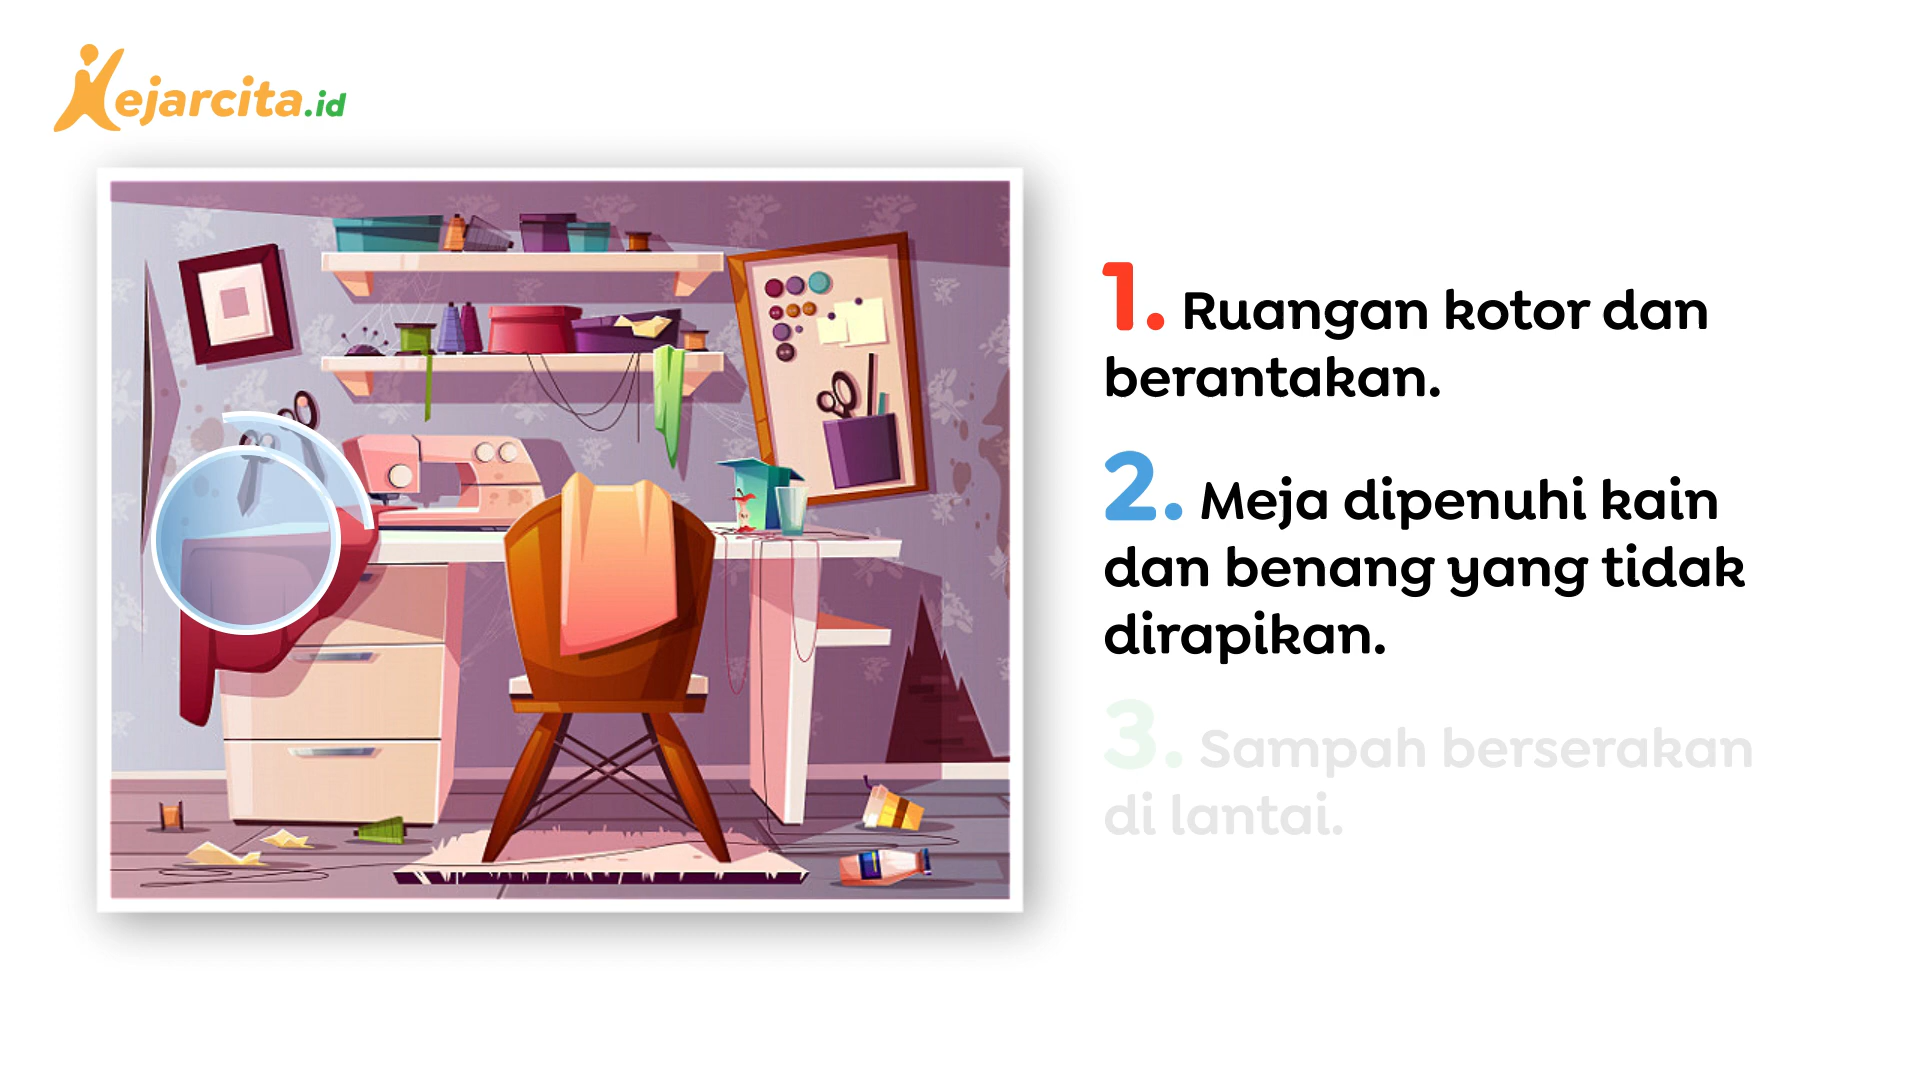 kejarcita.id
1. Ruangan kotor dan
berantakan.
2. Meja dipenuhi kain
dan benang yang tidak
dirapikan.
3. Sampah berserakan
di lantai.